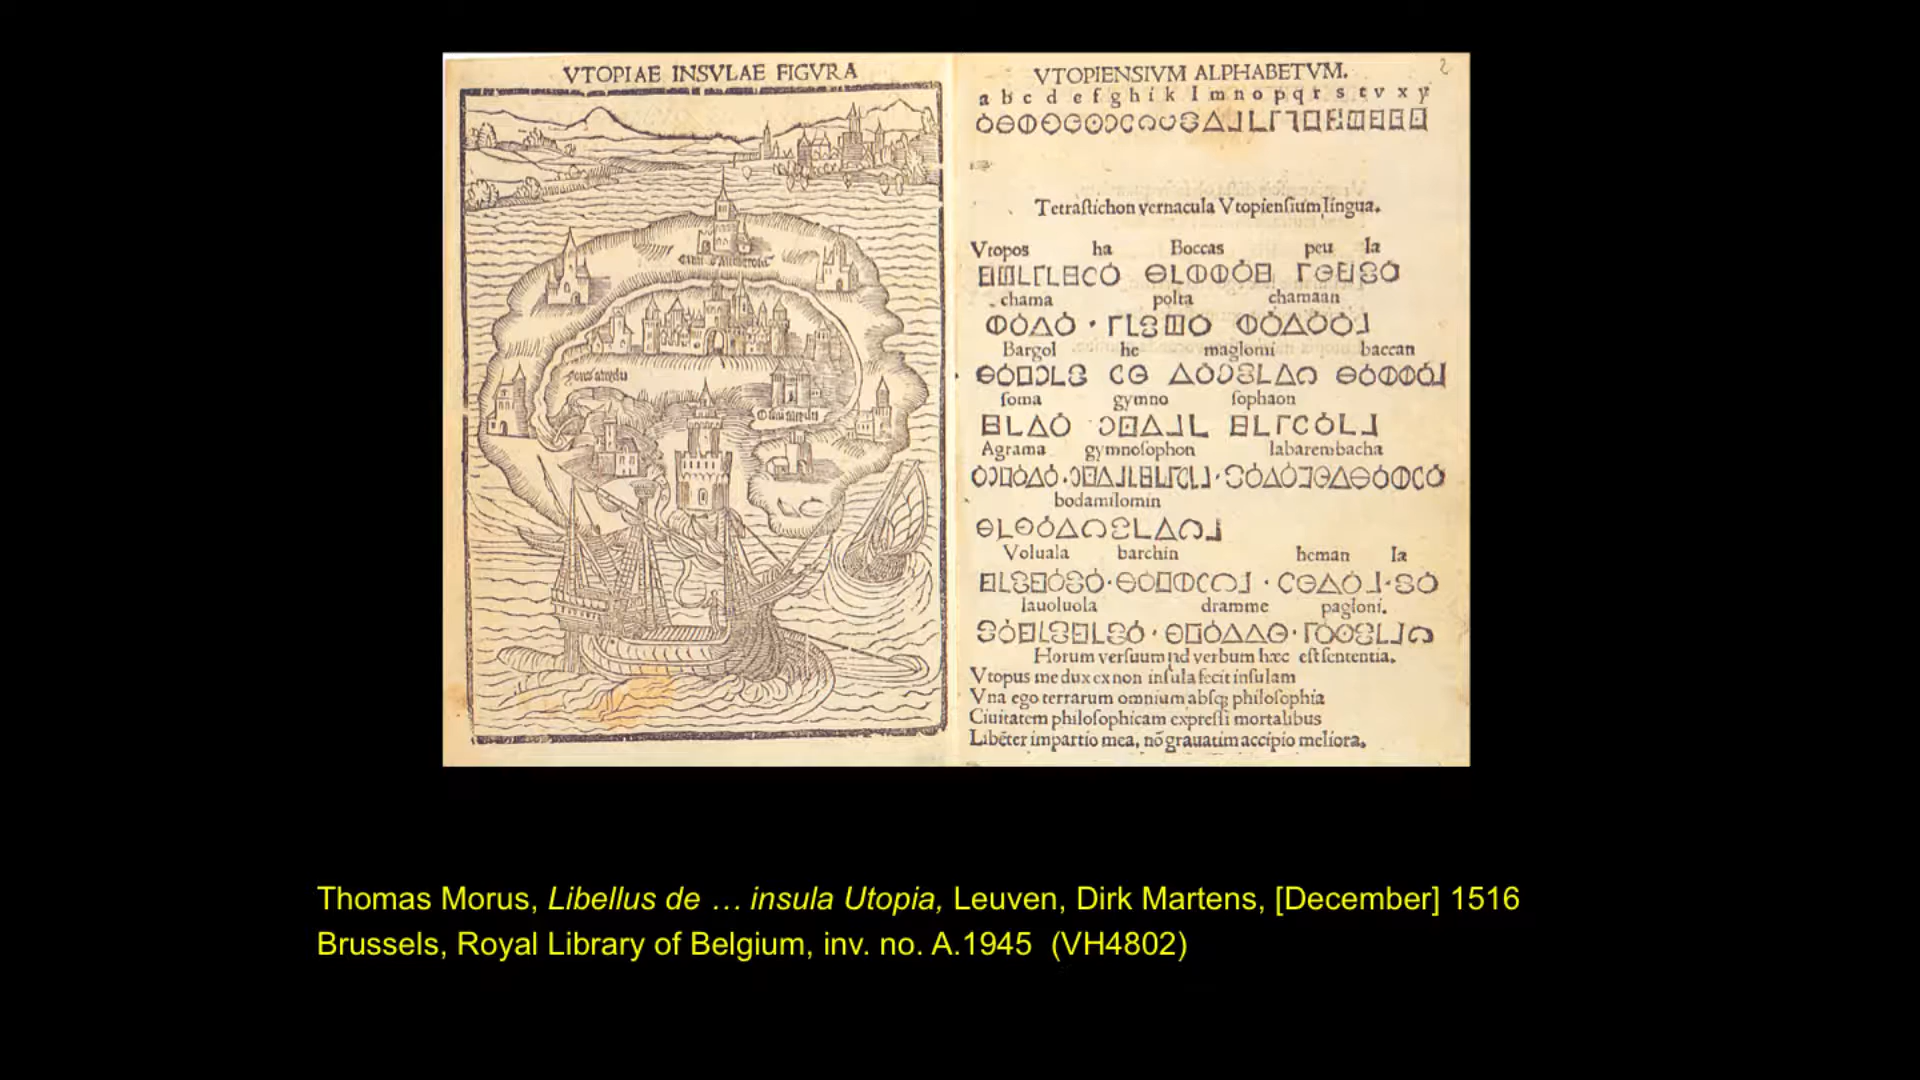 VTOPIAE INSVLAE FIGVRA
VTOPIENSIVM ALPHABETVM.
2
a b c d e f g h i k l m n o p q r s t v x y
Tetraſtichon vernacula Vtopienſium lingua.
Vtopos ha Boccas peu la
chama polta chamaan
Bargol he maglomi baccan
ſoma gymno ſophaon
Agrama gymnoſophon labarembacha
bodamilomin
Voluala barchin heman la
lauoluola dramme pagloni.
Horum verſuum ad verbum hæc eſt ſententia.
Vtopus me dux ex non inſula fecit inſulam
Vna ego terrarum omnium abſqꝫ philoſophia
Ciuitatem philoſophicam expreſſi mortalibus
Libēter impartio mea, nō grauatim accipio meliora.
Thomas Morus, Libellus de … insula Utopia, Leuven, Dirk Martens, [December] 1516
Brussels, Royal Library of Belgium, inv. no. A.1945 (VH4802)